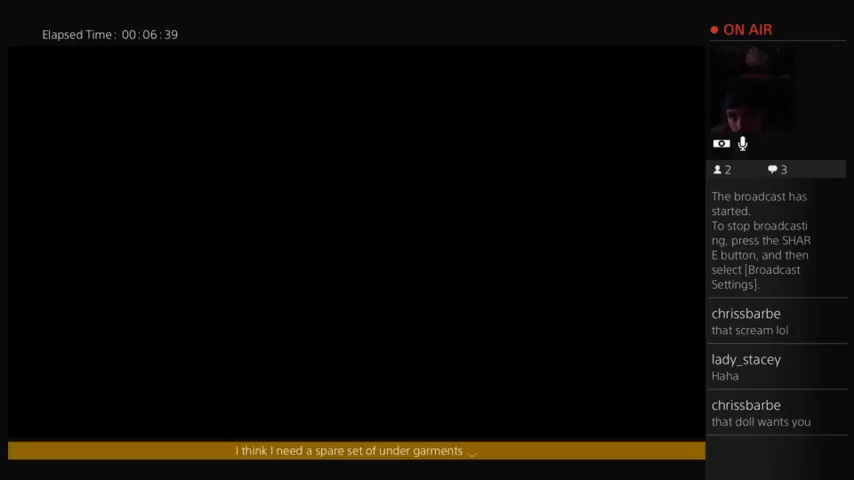 Elapsed Time: 00:06:39
ON AIR
2 3
The broadcast has
started.
To stop broadcasti
ng, press the SHAR
E button, and then
select [Broadcast
Settings].
chrissbarbe
that scream lol
lady_stacey
Haha
chrissbarbe
that doll wants you
I think I need a spare set of under garments ._.